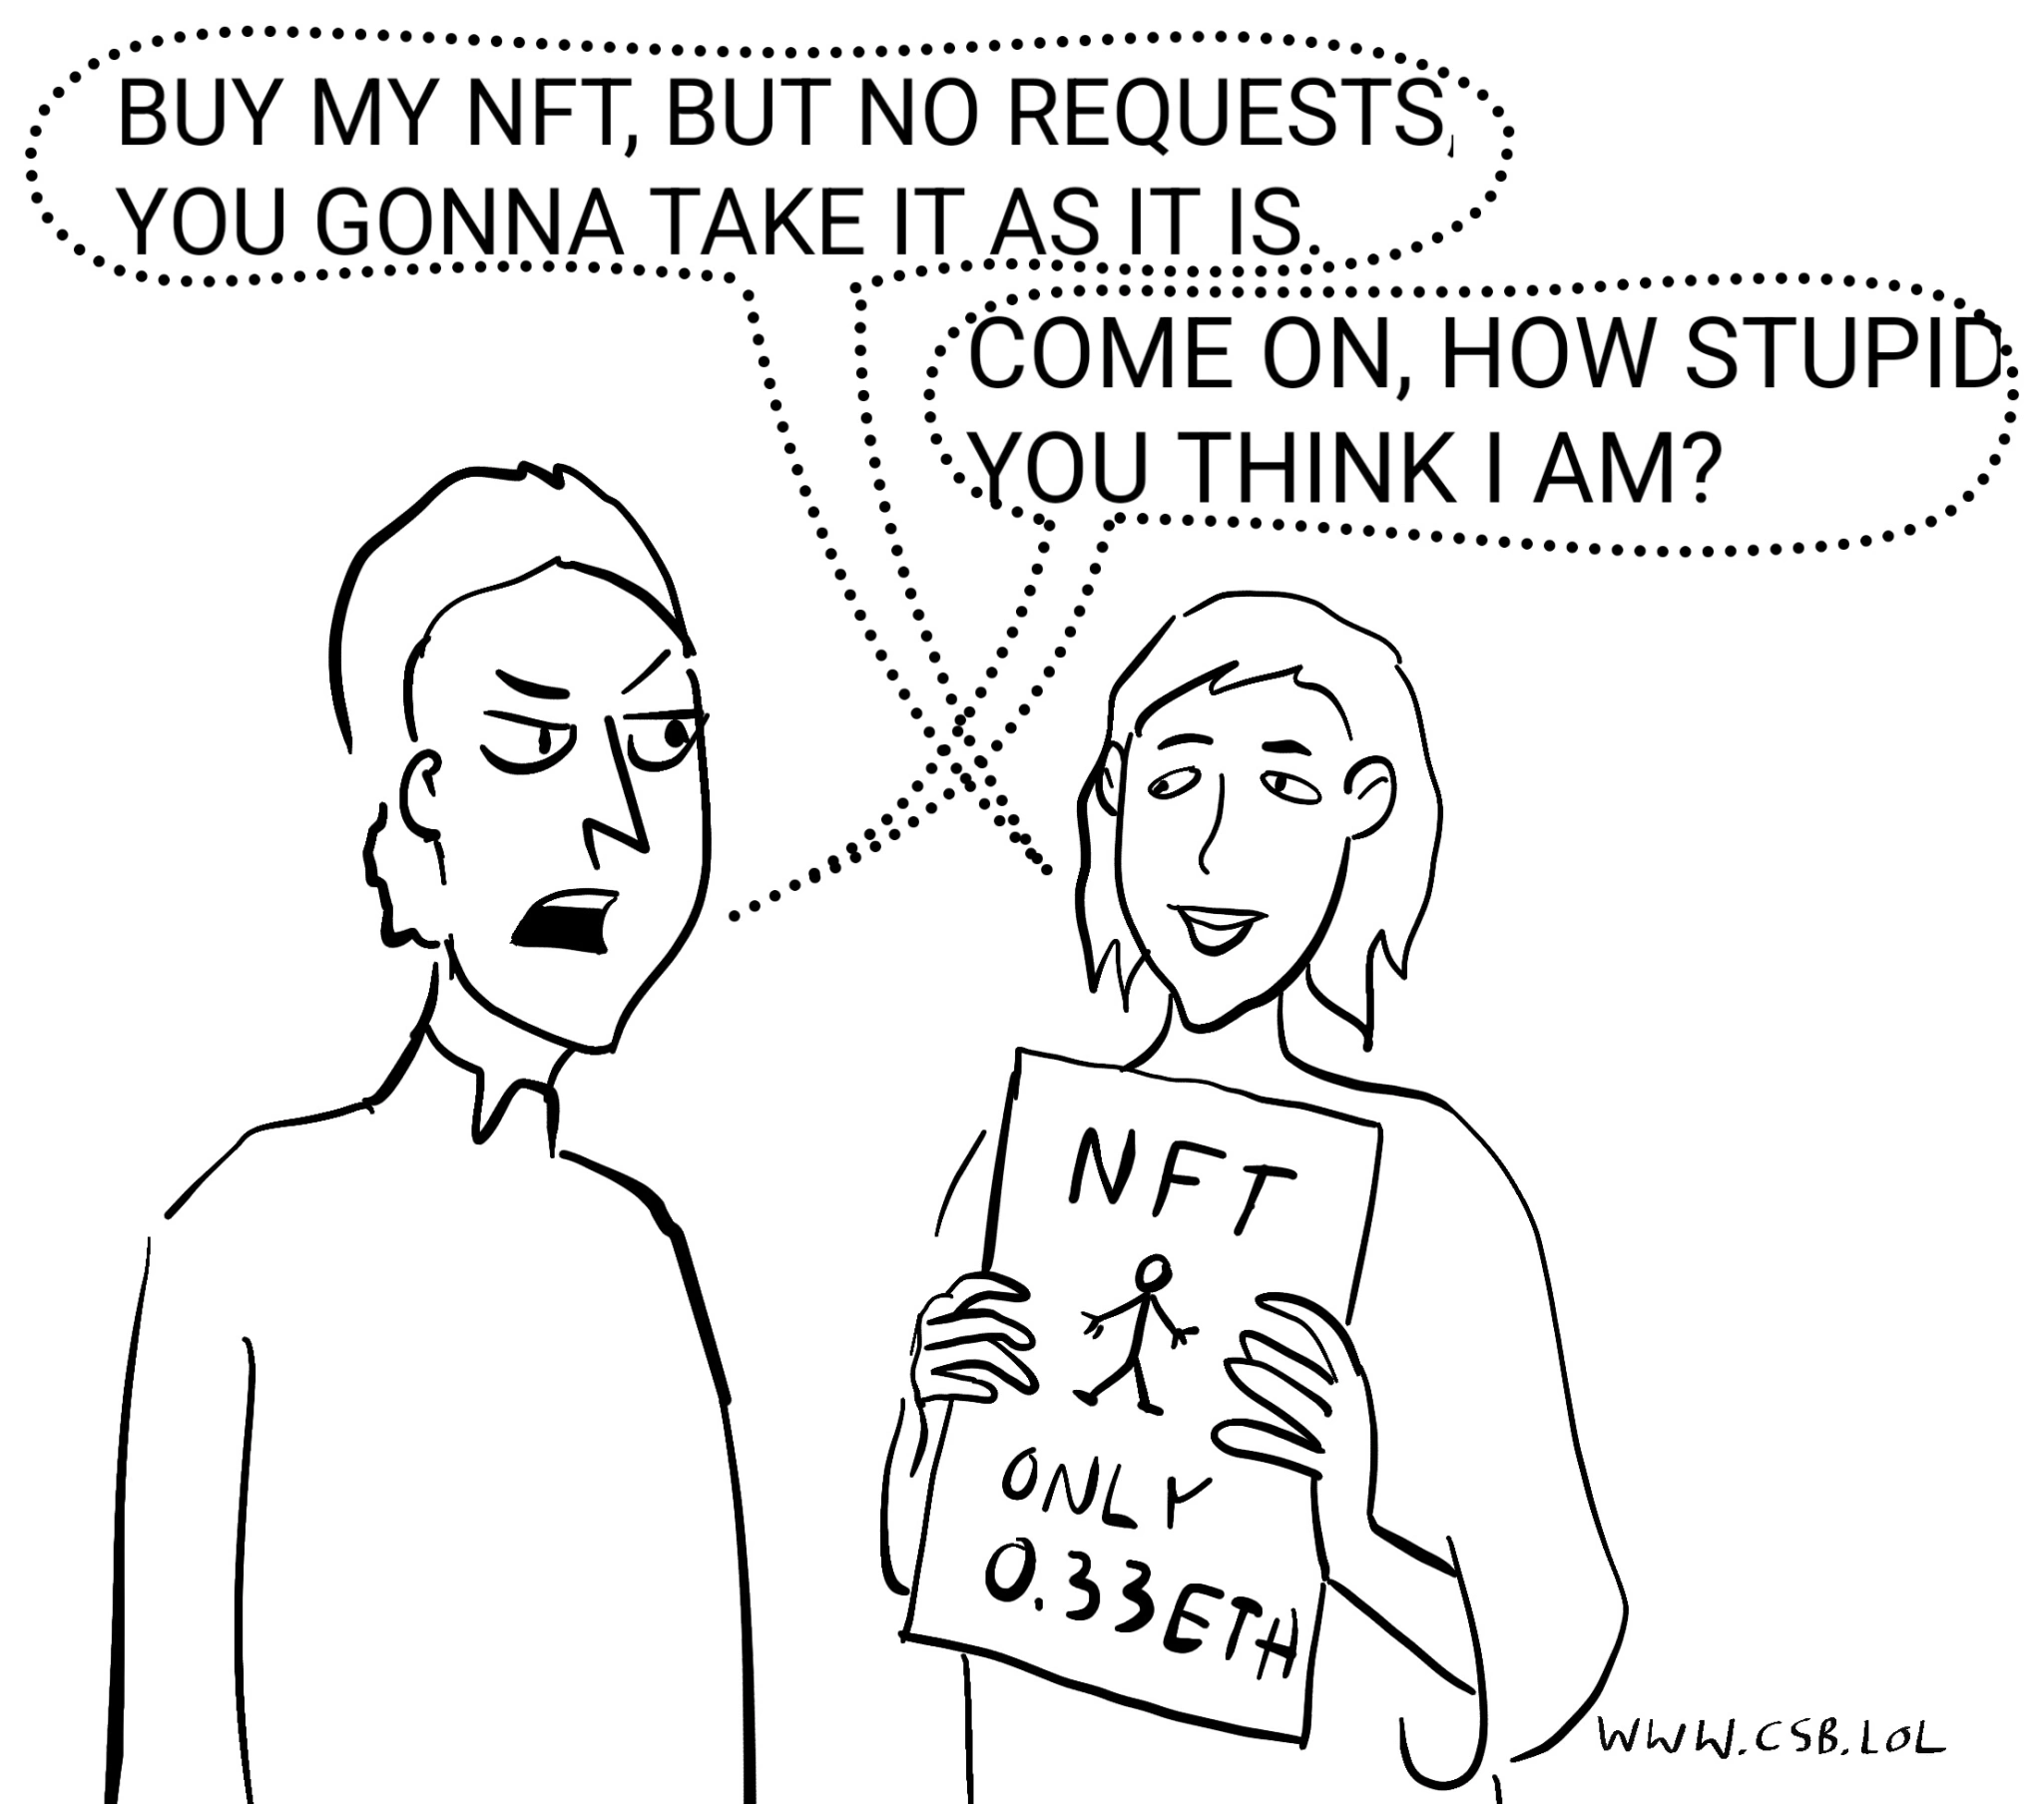 BUY MY NFT, BUT NO REQUESTS,
YOU GONNA TAKE IT AS IT IS.
COME ON, HOW STUPID
YOU THINK I AM?
NFT
ONLY
0.33ETH
WWW.CSB.LOL